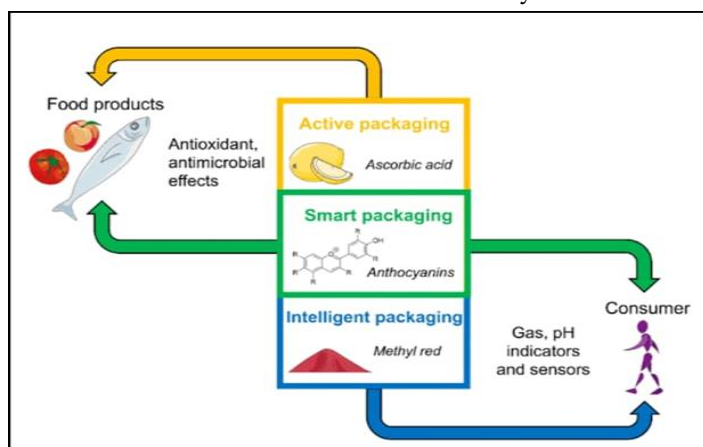 Food products
Antioxidant,
antimicrobial
effects
Active packaging
Ascorbic acid
Smart packaging
R
OH
R
R
R
R
R
Anthocyanins
Intelligent packaging
Methyl red
Consumer
Gas, pH
indicators
and sensors